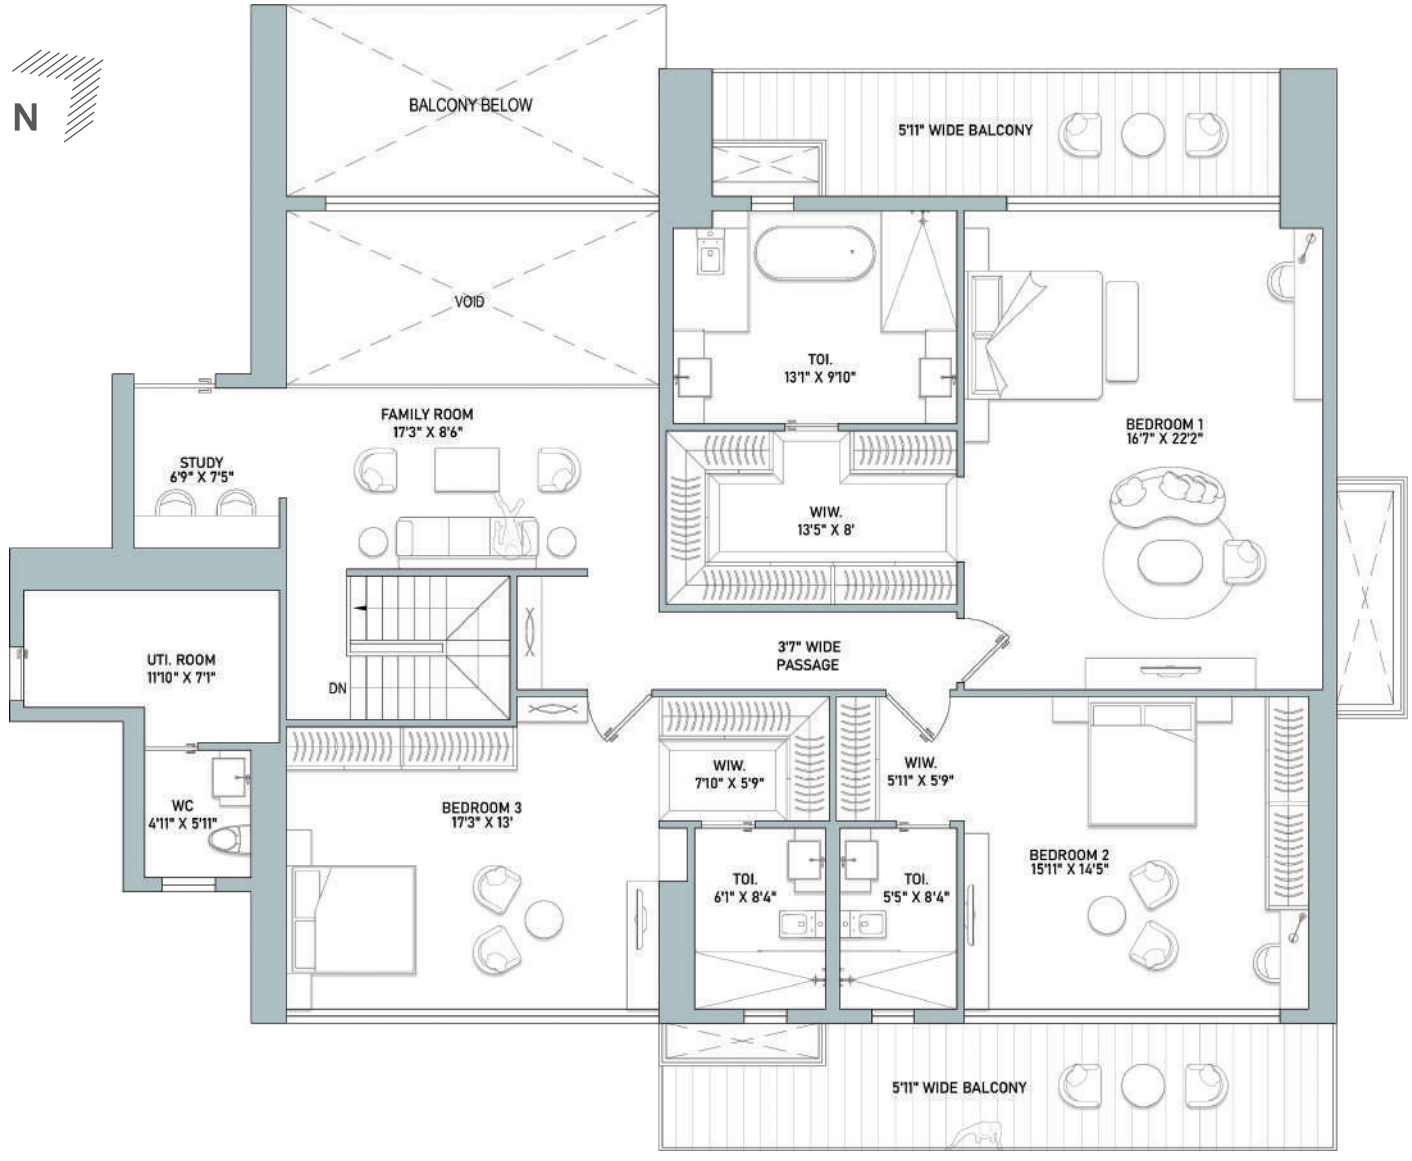 N
BALCONY BELOW
5'11" WIDE BALCONY
VOID
TOI.
13'1" X 9'10"
FAMILY ROOM
17'3" X 8'6"
BEDROOM 1
16'7" X 22'2"
STUDY
6'9" X 7'5"
WIW.
13'5" X 8'
3'7" WIDE
PASSAGE
UTI. ROOM
11'10" X 7'1"
DN
WIW.
7'10" X 5'9"
WIW.
5'11" X 5'9"
WC
4'11" X 5'11"
BEDROOM 3
17'3" X 13'
BEDROOM 2
15'11" X 14'5"
TOI.
6'1" X 8'4"
TOI.
5'5" X 8'4"
5'11" WIDE BALCONY